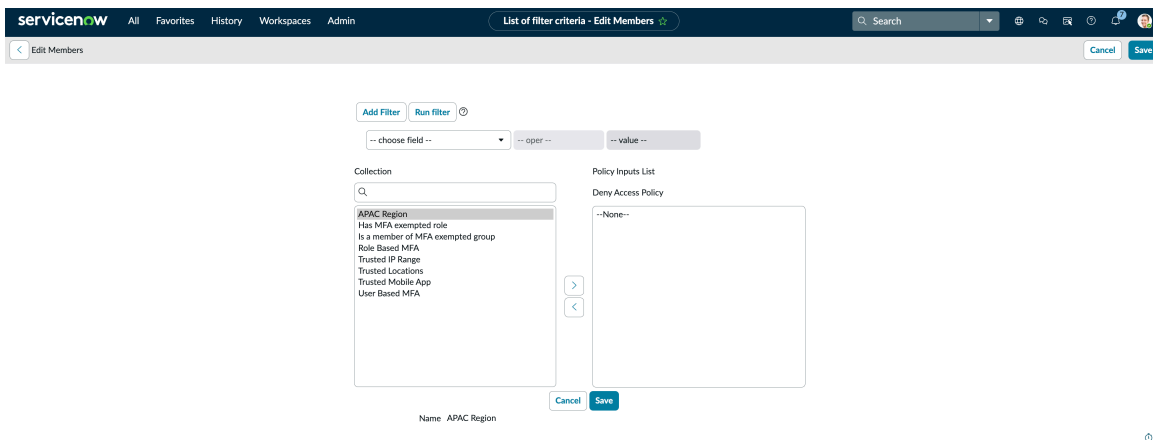 servicenow All Favorites History Workspaces Admin List of filter criteria - Edit Members Search 7
Edit Members Cancel Save
Add Filter Run filter
-- choose field -- -- oper -- -- value --
Collection Policy Inputs List
Deny Access Policy
APAC Region --None--
Has MFA exempted role
Is a member of MFA exempted group
Role Based MFA
Trusted IP Range
Trusted Locations
Trusted Mobile App
User Based MFA
Cancel Save
Name APAC Region